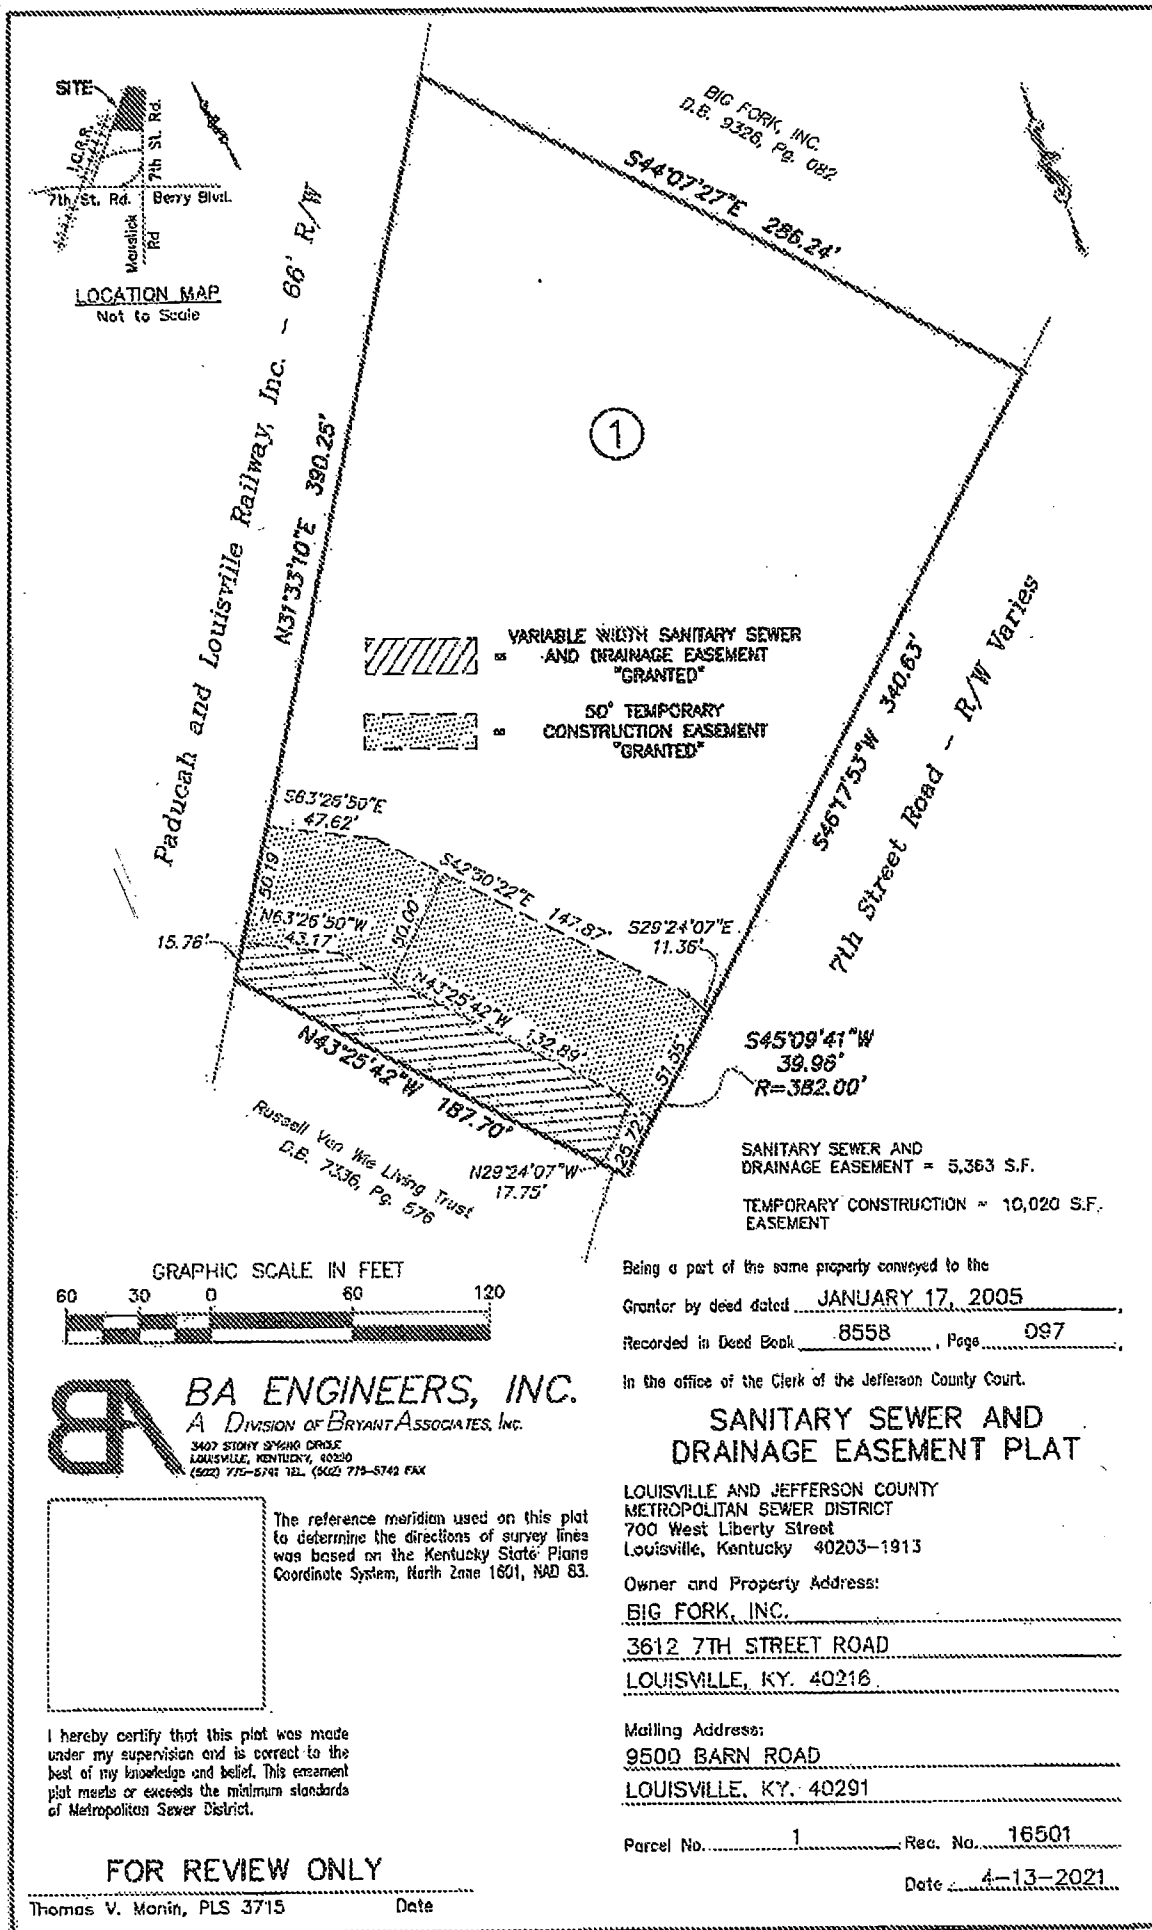 SITE
I.C.R.R.
7th St. Rd.
7th St. Rd.
Berry Blvd.
Manslick
Rd
LOCATION MAP
Not to Scale
BIG FORK, INC.
D.B. 9326, Pg. 082
S44°07'27"E 286.24'
Paducah and Louisville Railway, Inc. - 66' R/W
N31°33'10"E 390.25'
1
VARIABLE WIDTH SANITARY SEWER
= AND DRAINAGE EASEMENT
"GRANTED"
50' TEMPORARY
= CONSTRUCTION EASEMENT
"GRANTED"
S46°17'53"W 340.63'
7th Street Road - R/W Varies
S63°26'50"E
47.62'
50.19'
S42°50'22"E 147.87'
S29°24'07"E
11.36'
N63°26'50"W
43.17'
50.00'
15.76'
N43°25'42"W 132.89'
51.55'
S45°09'41"W
39.96'
R=382.00'
N43°25'42"W 187.70'
25.72'
N29°24'07"W
17.75'
Russell Van Wie Living Trust
D.B. 7336, Pg. 576
SANITARY SEWER AND
DRAINAGE EASEMENT = 5,363 S.F.
TEMPORARY CONSTRUCTION = 10,020 S.F.
EASEMENT
GRAPHIC SCALE IN FEET
60 30 0 60 120
Being a part of the same property conveyed to the
Grantor by deed dated JANUARY 17, 2005,
Recorded in Deed Book 8558, Page 097,
In the office of the Clerk of the Jefferson County Court.
BA
BA ENGINEERS, INC.
A DIVISION OF BRYANT ASSOCIATES, INC.
3407 STONY SPRING CIRCLE
LOUISVILLE, KENTUCKY, 40220
(502) 775-5741 TEL. (502) 775-5742 FAX
SANITARY SEWER AND
DRAINAGE EASEMENT PLAT
LOUISVILLE AND JEFFERSON COUNTY
METROPOLITAN SEWER DISTRICT
700 West Liberty Street
Louisville, Kentucky 40203-1913
The reference meridian used on this plat
to determine the directions of survey lines
was based on the Kentucky State Plane
Coordinate System, North Zone 1601, NAD 83.
Owner and Property Address:
BIG FORK, INC.
3612 7TH STREET ROAD
LOUISVILLE, KY. 40216
Mailing Address:
9500 BARN ROAD
LOUISVILLE, KY. 40291
I hereby certify that this plat was made
under my supervision and is correct to the
best of my knowledge and belief. This easement
plat meets or exceeds the minimum standards
of Metropolitan Sewer District.
Parcel No. 1 Rec. No. 16501
Date 4-13-2021
FOR REVIEW ONLY
Thomas V. Monin, PLS 3715 Date